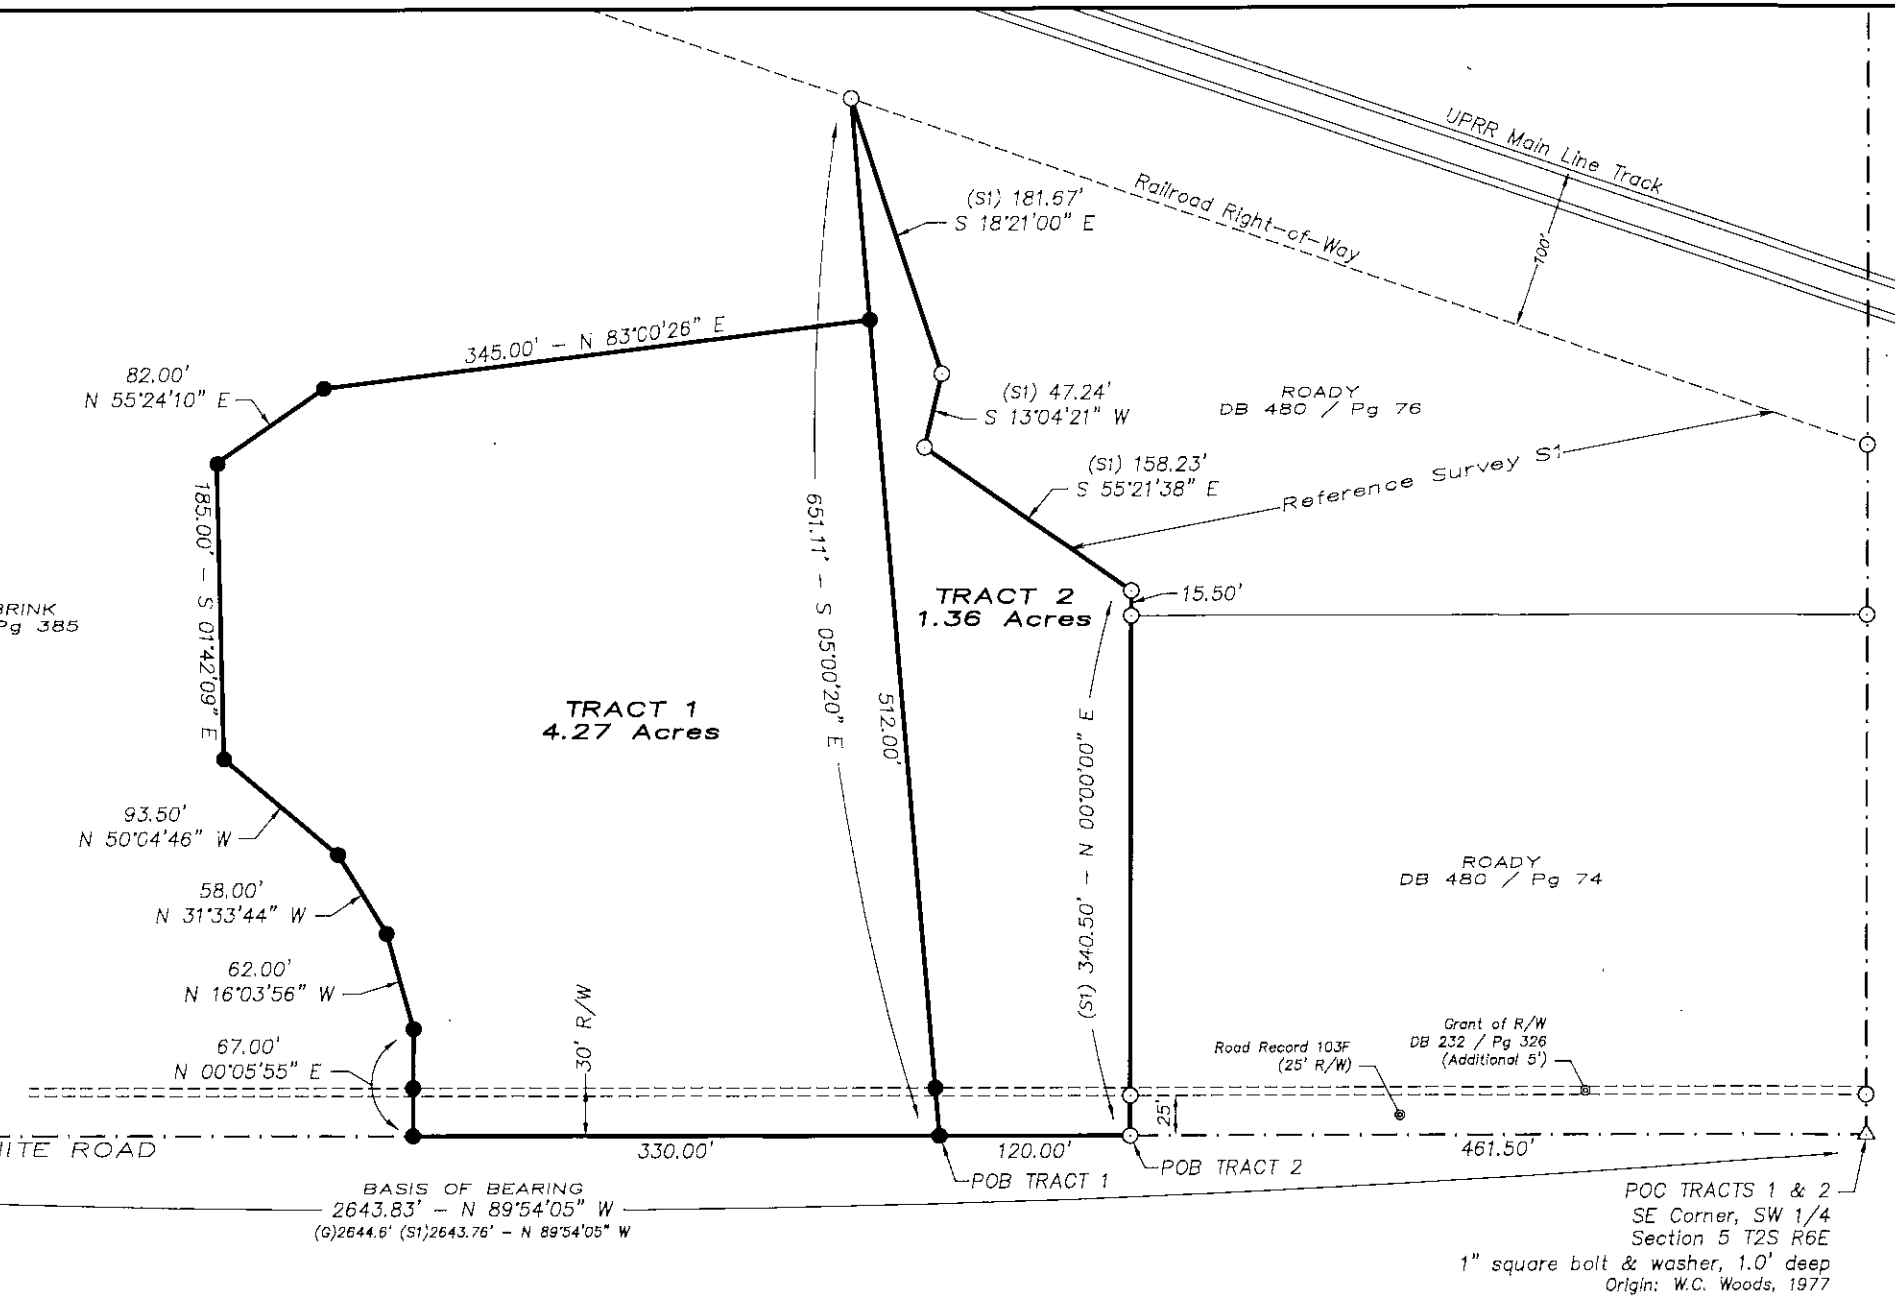 UPRR Main Line Track
Railroad Right-of-Way
100'
(S1) 181.67'
S 18°21'00" E
345.00' - N 83°00'26" E
82.00'
N 55°24'10" E
(S1) 47.24'
S 13°04'21" W
ROADY
DB 480 / Pg 76
(S1) 158.23'
S 55°21'38" E
Reference Survey S1
185.00' - S 01°42'09" E
651.11' - S 05°00'20" E
512.00'
TRACT 2
1.36 Acres
15.50'
BRINK
Pg 385
TRACT 1
4.27 Acres
(S1) 340.50' - N 00°00'00" E
93.50'
N 50°04'46" W
58.00'
N 31°33'44" W
62.00'
N 16°03'56" W
67.00'
N 00°05'55" E
30' R/W
ROADY
DB 480 / Pg 74
Road Record 103F
(25' R/W)
Grant of R/W
DB 232 / Pg 326
(Additional 5')
25'
ITE ROAD
330.00'
120.00'
461.50'
POB TRACT 1
POB TRACT 2
BASIS OF BEARING
2643.83' - N 89°54'05" W
(G)2644.6' (S1)2643.76' - N 89°54'05" W
POC TRACTS 1 & 2
SE Corner, SW 1/4
Section 5 T2S R6E
1" square bolt & washer, 1.0' deep
Origin: W.C. Woods, 1977